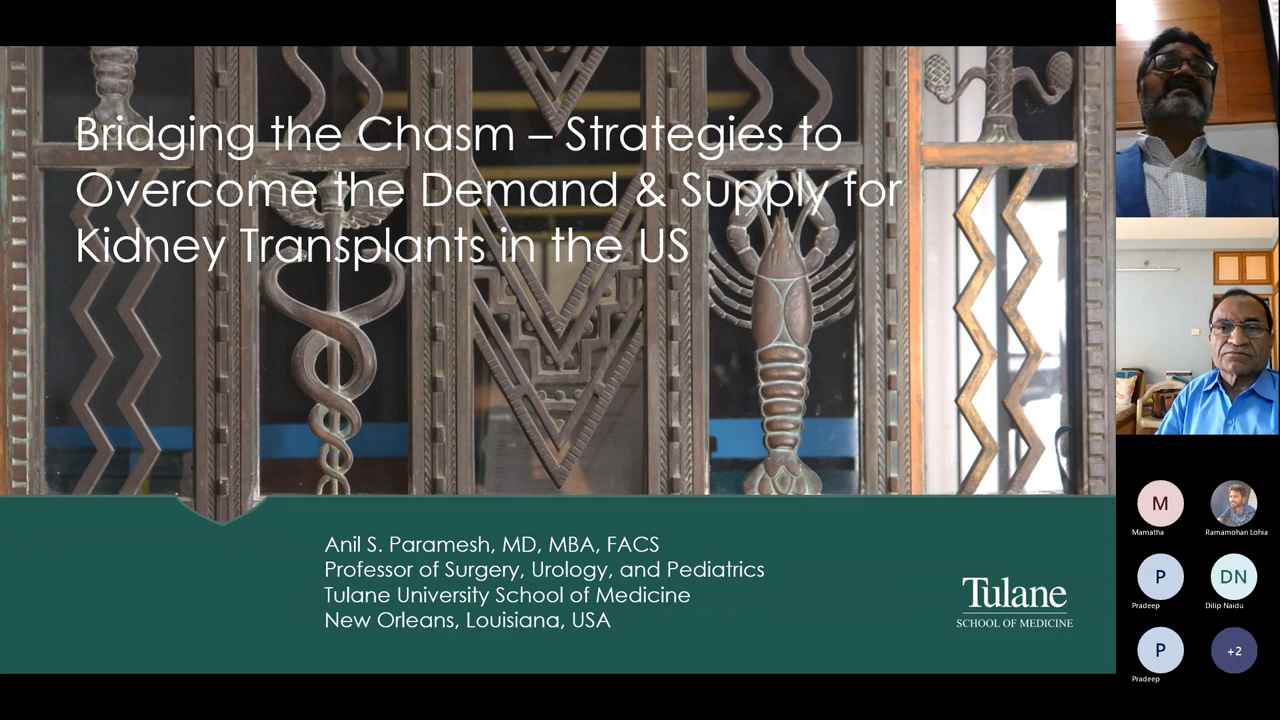 Bridging the Chasm – Strategies to
Overcome the Demand & Supply for
Kidney Transplants in the US
Anil S. Paramesh, MD, MBA, FACS
Professor of Surgery, Urology, and Pediatrics
Tulane University School of Medicine
New Orleans, Louisiana, USA
Tulane
SCHOOL OF MEDICINE
M
Mamatha
Ramamohan Lohia
P
DN
Pradeep
Dilip Naidu
P
+2
Pradeep